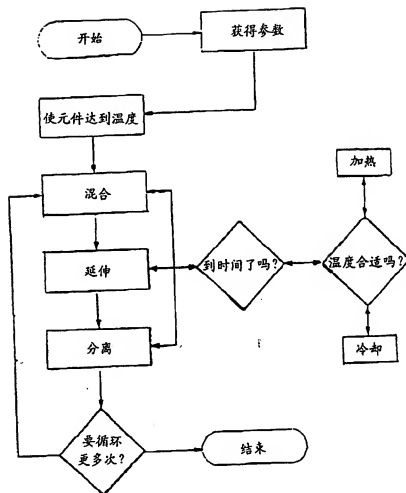 开始
获得参数
使元件达到温度
混合
加热
延伸
到时间了吗?
温度合适吗?
分离
冷却
要循环
更多次?
结束